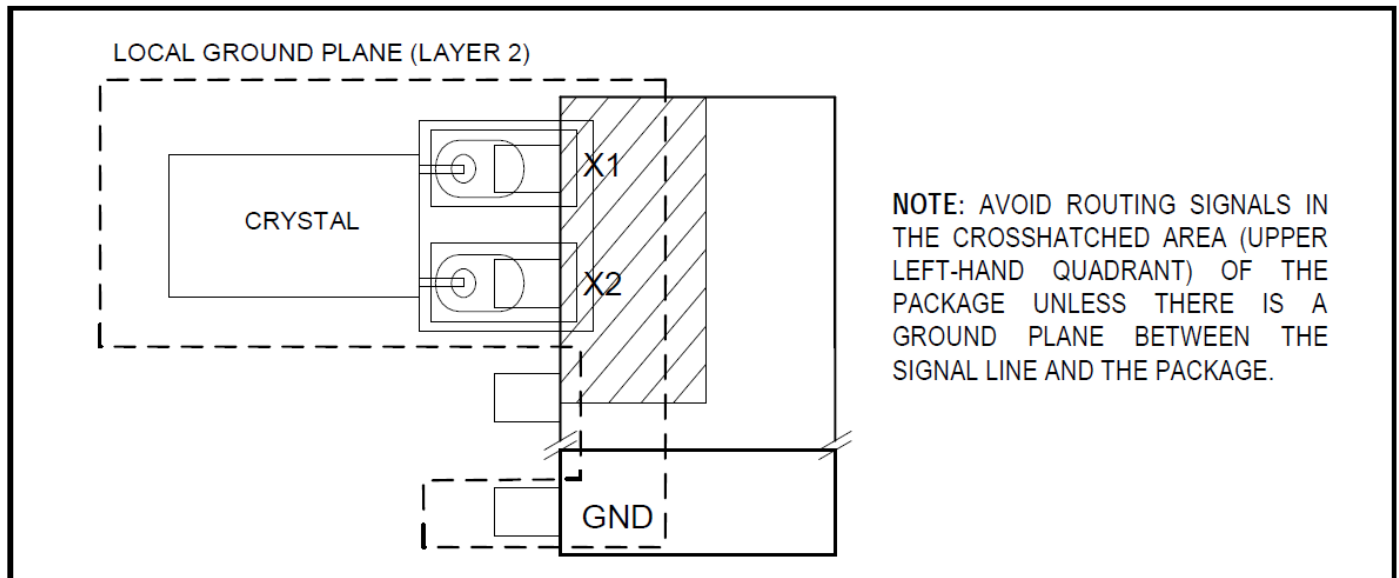 LOCAL GROUND PLANE (LAYER 2)
CRYSTAL
X1
X2
GND
NOTE: AVOID ROUTING SIGNALS IN
THE CROSSHATCHED AREA (UPPER
LEFT-HAND QUADRANT) OF THE
PACKAGE UNLESS THERE IS A
GROUND PLANE BETWEEN THE
SIGNAL LINE AND THE PACKAGE.